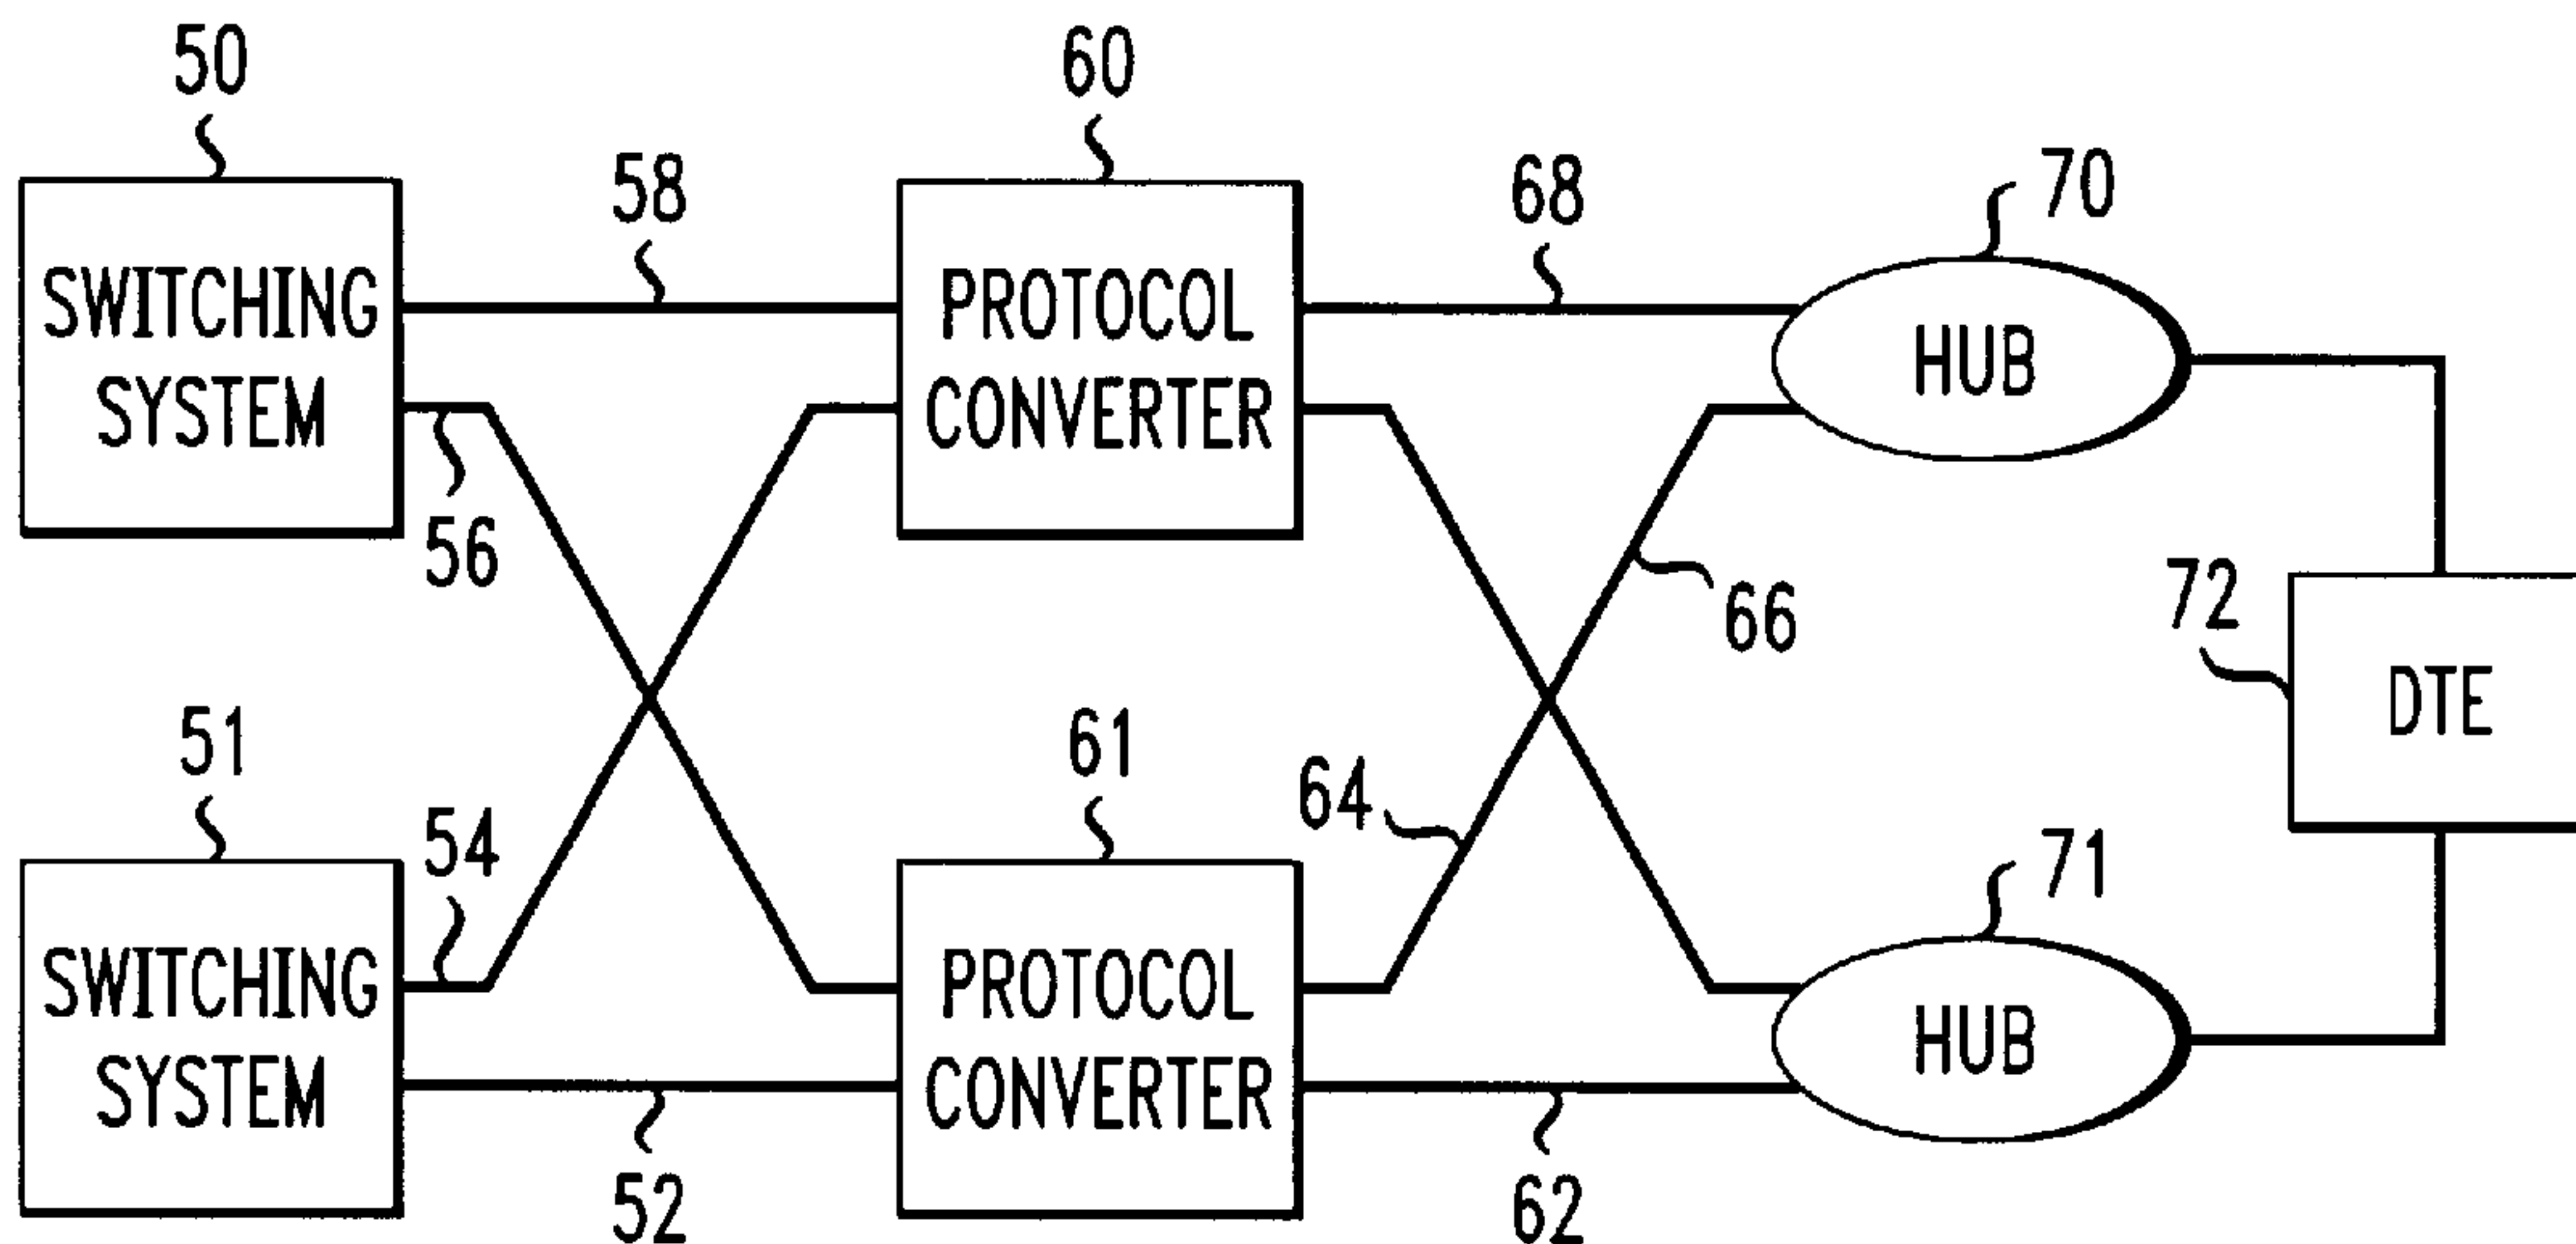 50
60
58
68
70
SWITCHING
SYSTEM
PROTOCOL
CONVERTER
HUB
56
66
72
DTE
51
61
54
64
71
SWITCHING
SYSTEM
PROTOCOL
CONVERTER
HUB
52
62